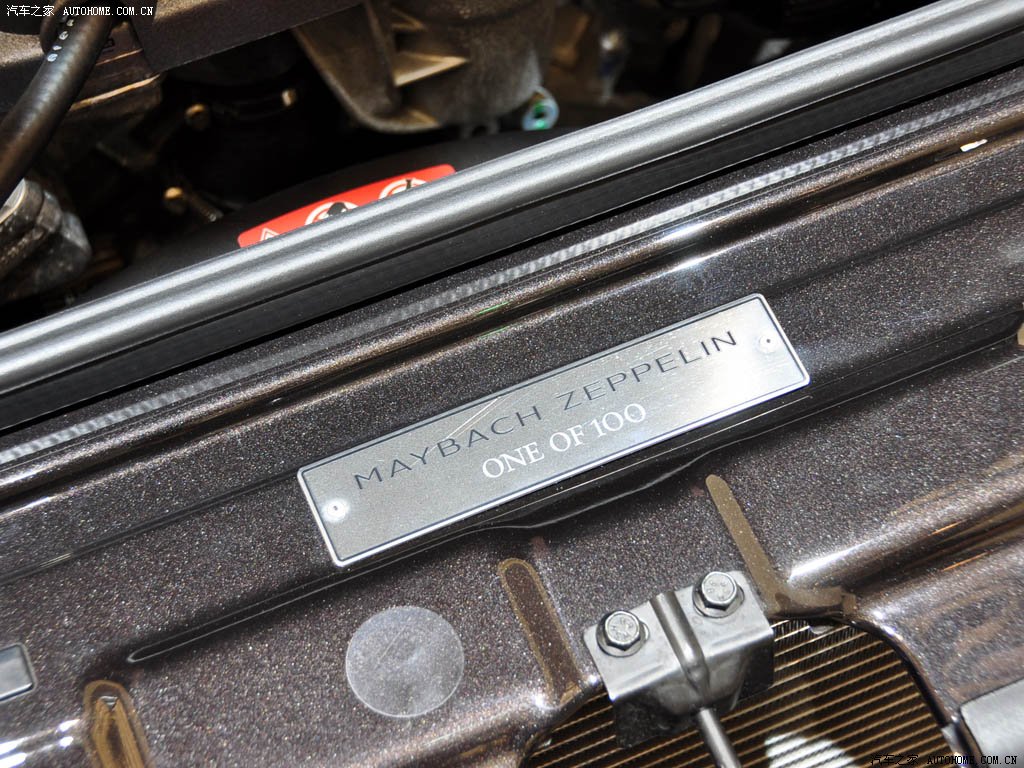 汽车之家 AUTOHOME.COM.CN
MAYBACH ZEPPELIN
ONE OF 100
汽车之家 AUTOHOME.COM.CN